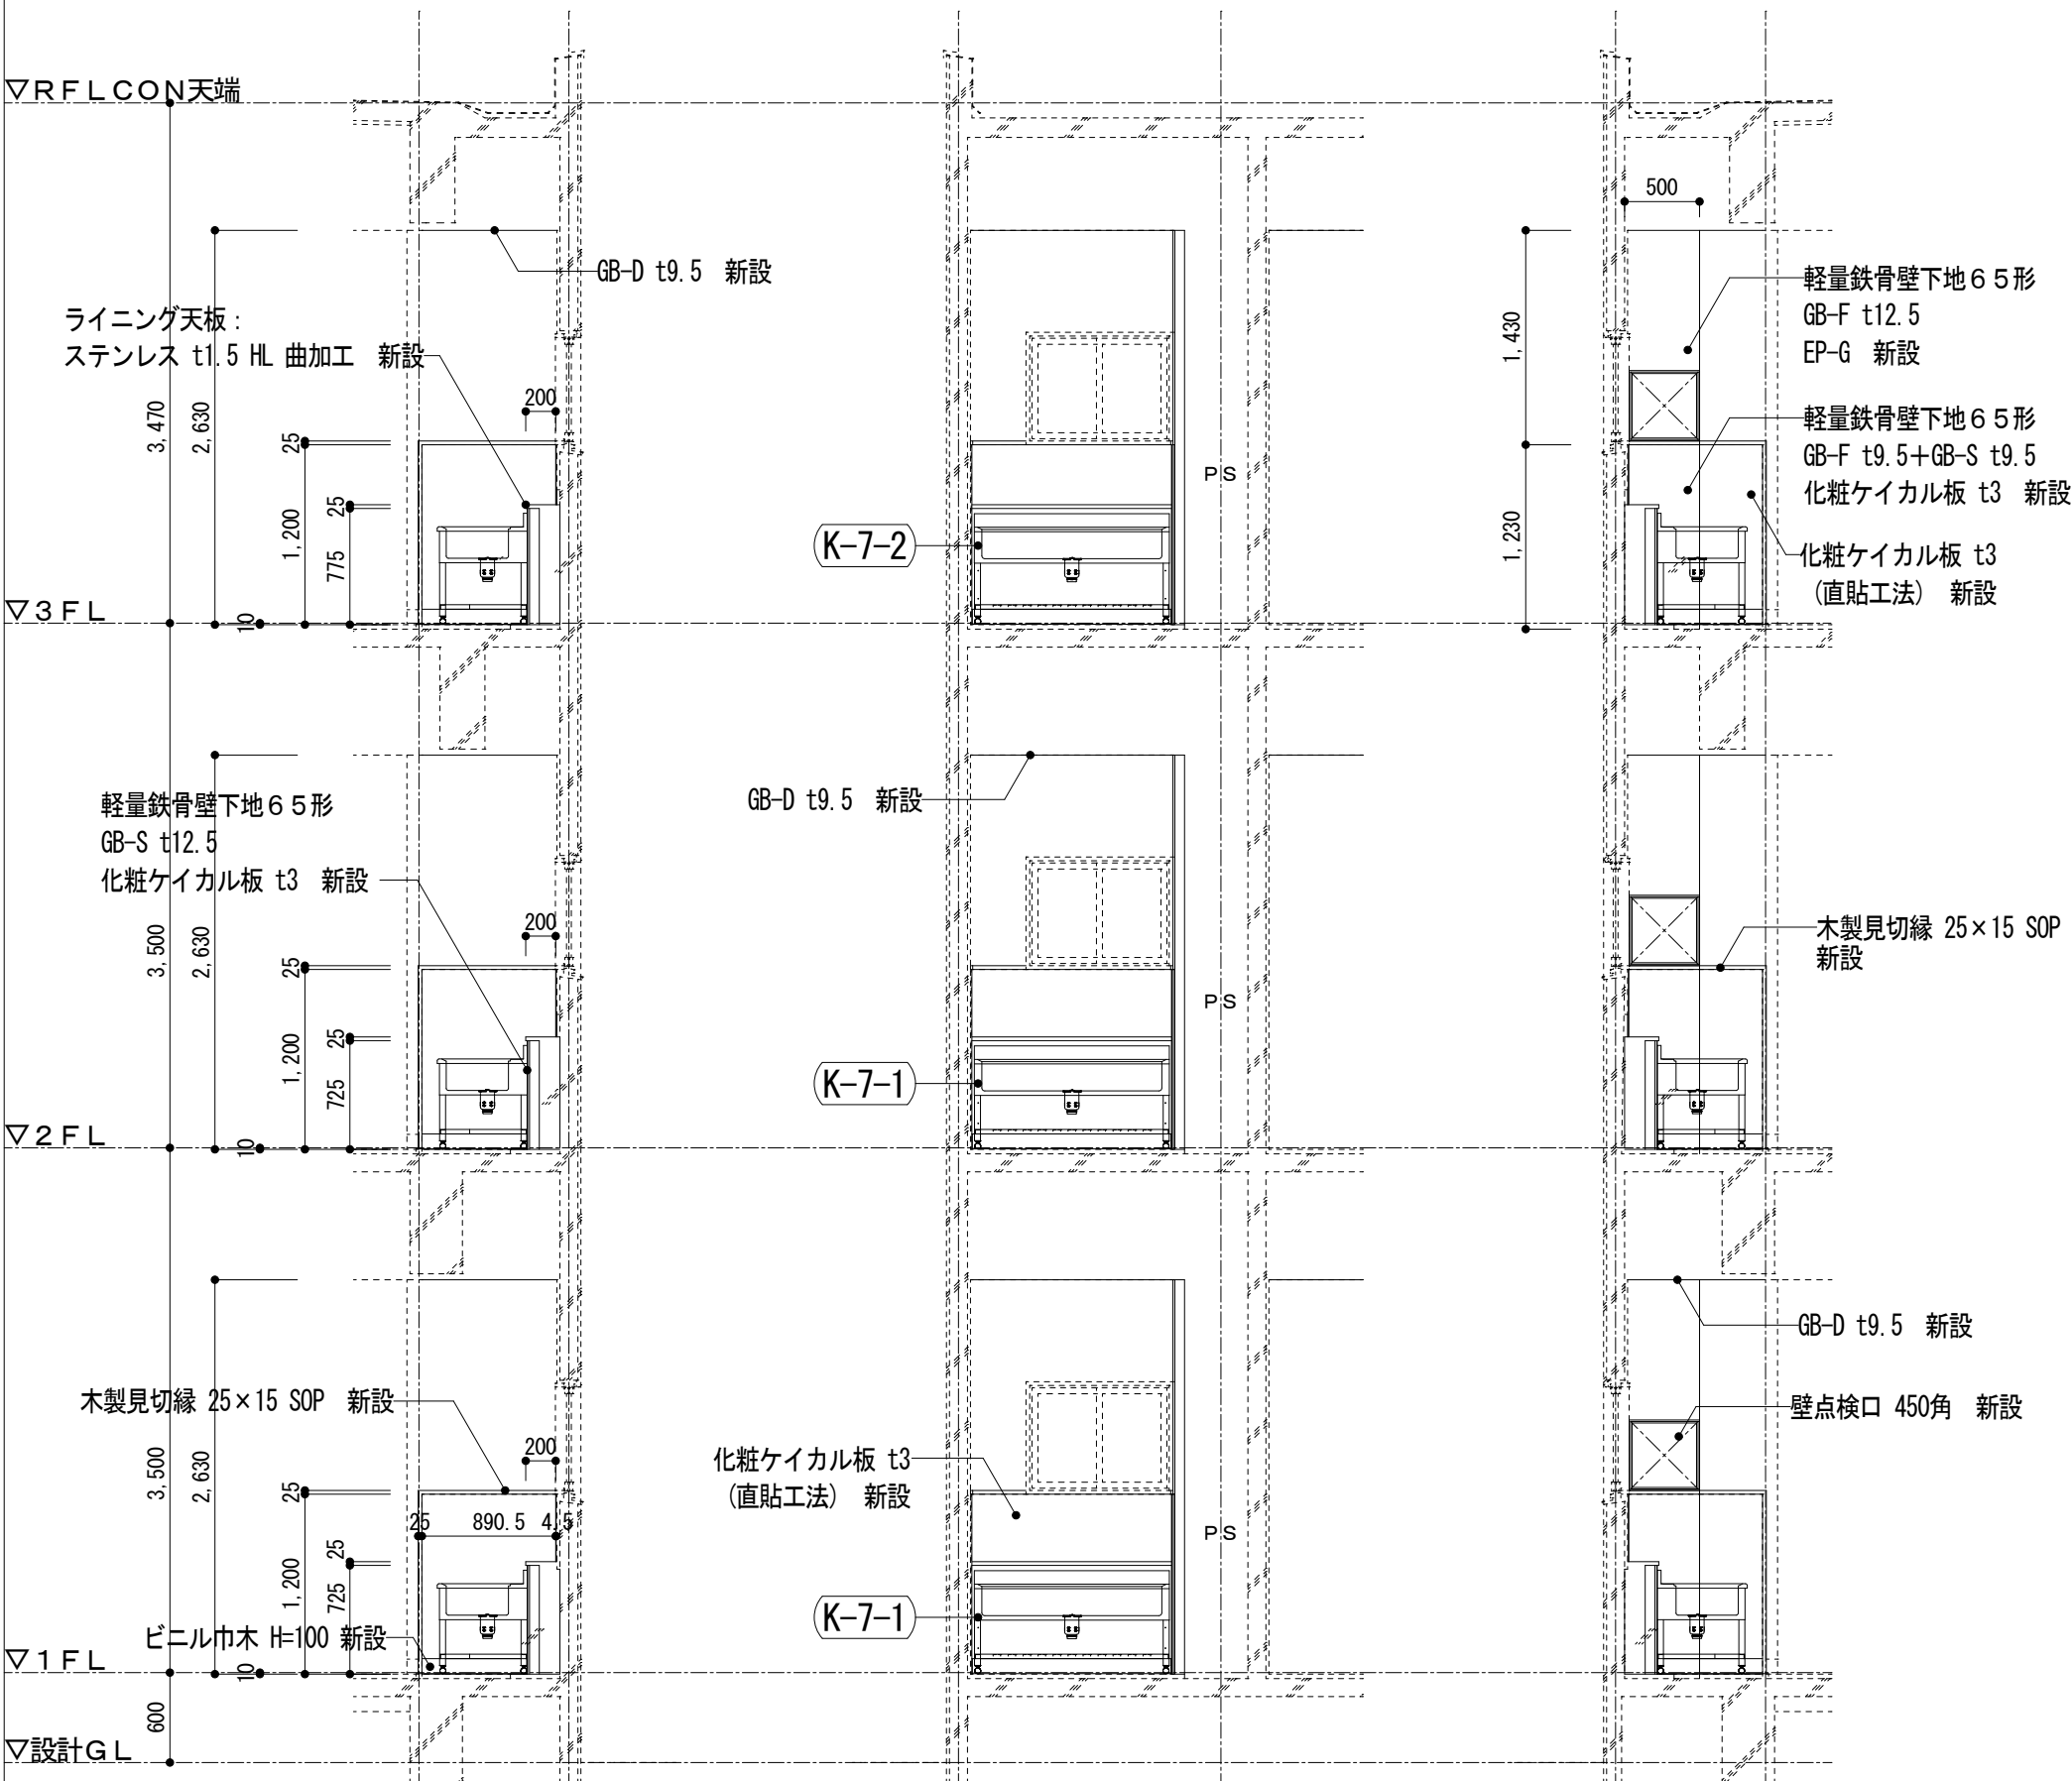 ▽ＲＦＬＣＯＮ天端
500
GB-D t9.5　新設
ライニング天板：
ステンレス t1.5 HL 曲加工　新設
軽量鉄骨壁下地６５形
GB-F t12.5
EP-G　新設
軽量鉄骨壁下地６５形
GB-F t9.5＋GB-S t9.5
化粧ケイカル板 t3　新設
化粧ケイカル板 t3
（直貼工法）　新設
3,470
2,630
25
1,200
25
775
10
200
1,430
1,230
ＰＳ
K-7-2
▽３ＦＬ
軽量鉄骨壁下地６５形
GB-S t12.5
化粧ケイカル板 t3　新設
GB-D t9.5　新設
木製見切縁 25×15 SOP
新設
3,500
2,630
25
1,200
25
725
10
200
ＰＳ
K-7-1
▽２ＦＬ
GB-D t9.5　新設
木製見切縁 25×15 SOP　新設
壁点検口 450角　新設
化粧ケイカル板 t3
（直貼工法）　新設
3,500
2,630
25
1,200
25
725
10
200
25
890.5
4.5
ＰＳ
K-7-1
ビニル巾木 H=100 新設
▽１ＦＬ
600
▽設計ＧＬ